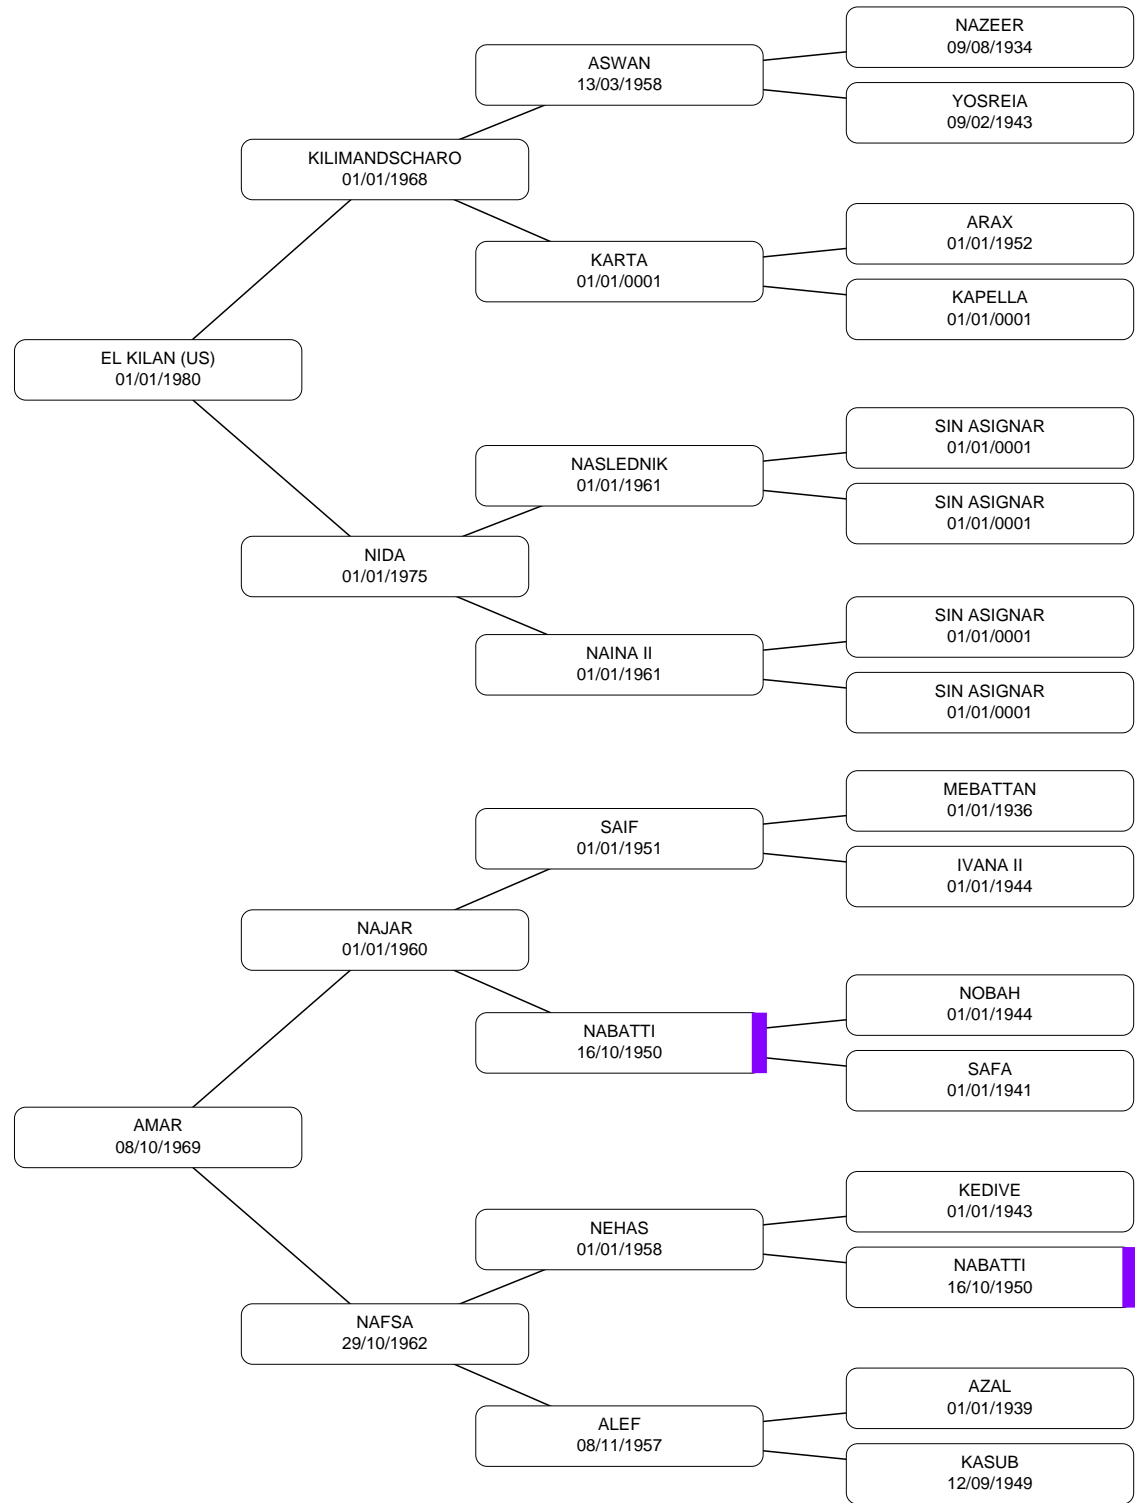 NAZEER
09/08/1934
ASWAN
13/03/1958
YOSREIA
09/02/1943
KILIMANDSCHARO
01/01/1968
ARAX
01/01/1952
KARTA
01/01/0001
KAPELLA
01/01/0001
EL KILAN (US)
01/01/1980
SIN ASIGNAR
01/01/0001
NASLEDNIK
01/01/1961
SIN ASIGNAR
01/01/0001
NIDA
01/01/1975
SIN ASIGNAR
01/01/0001
NAINA II
01/01/1961
SIN ASIGNAR
01/01/0001
MEBATTAN
01/01/1936
SAIF
01/01/1951
IVANA II
01/01/1944
NAJAR
01/01/1960
NOBAH
01/01/1944
NABATTI
16/10/1950
SAFA
01/01/1941
AMAR
08/10/1969
KEDIVE
01/01/1943
NEHAS
01/01/1958
NABATTI
16/10/1950
NAFSA
29/10/1962
AZAL
01/01/1939
ALEF
08/11/1957
KASUB
12/09/1949